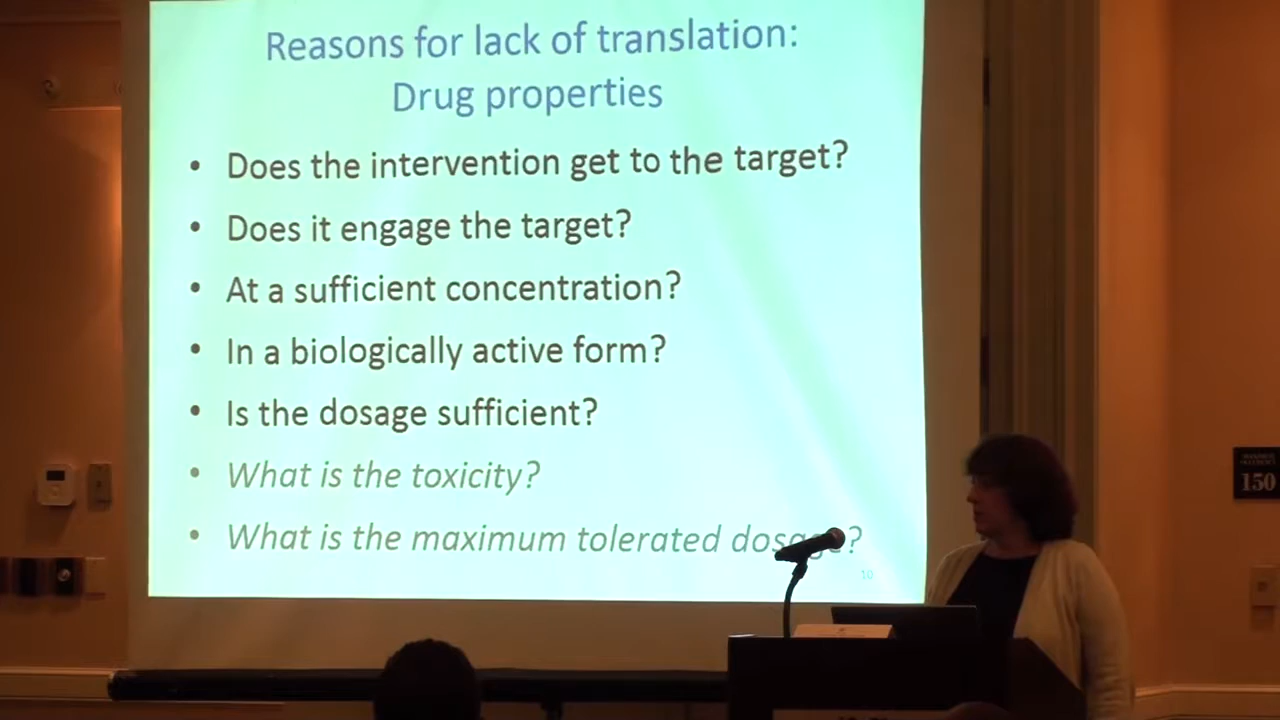 Reasons for lack of translation:
Drug properties
• Does the intervention get to the target?
• Does it engage the target?
• At a sufficient concentration?
• In a biologically active form?
• Is the dosage sufficient?
• What is the toxicity?
• What is the maximum tolerated dosage?
10
150